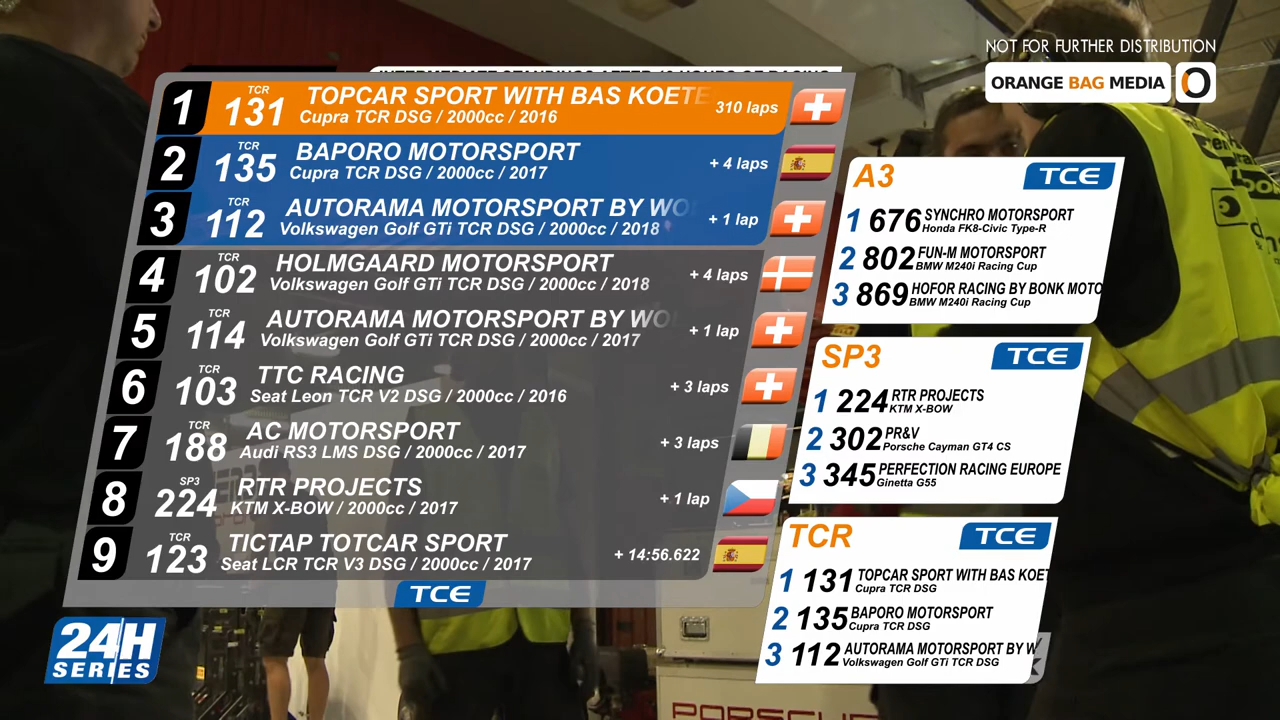 NOT FOR FURTHER DISTRIBUTION
ORANGE BAG MEDIA
INTERMEDIATE STANDINGS AFTER HOURS OF RACING
1 TCR 131 TOPCAR SPORT WITH BAS KOETE 310 laps
Cupra TCR DSG / 2000cc / 2016
2 TCR 135 BAPORO MOTORSPORT + 4 laps
Cupra TCR DSG / 2000cc / 2017
3 TCR 112 AUTORAMA MOTORSPORT BY WO + 1 lap
Volkswagen Golf GTi TCR DSG / 2000cc / 2018
4 TCR 102 HOLMGAARD MOTORSPORT + 4 laps
Volkswagen Golf GTi TCR DSG / 2000cc / 2018
5 TCR 114 AUTORAMA MOTORSPORT BY WO + 1 lap
Volkswagen Golf GTi TCR DSG / 2000cc / 2017
6 TCR 103 TTC RACING + 3 laps
Seat Leon TCR V2 DSG / 2000cc / 2016
7 TCR 188 AC MOTORSPORT + 3 laps
Audi RS3 LMS DSG / 2000cc / 2017
8 SP3 224 RTR PROJECTS + 1 lap
KTM X-BOW / 2000cc / 2017
9 TCR 123 TICTAP TOTCAR SPORT + 14:56.622
Seat LCR TCR V3 DSG / 2000cc / 2017
TCE
A3 TCE
1 676 SYNCHRO MOTORSPORT
Honda FK8-Civic Type-R
2 802 FUN-M MOTORSPORT
BMW M240i Racing Cup
3 869 HOFOR RACING BY BONK MOTO
BMW M240i Racing Cup
SP3 TCE
1 224 RTR PROJECTS
KTM X-BOW
2 302 PR&V
Porsche Cayman GT4 CS
3 345 PERFECTION RACING EUROPE
Ginetta G55
TCR TCE
1 131 TOPCAR SPORT WITH BAS KOET
Cupra TCR DSG
2 135 BAPORO MOTORSPORT
Cupra TCR DSG
3 112 AUTORAMA MOTORSPORT BY W
Volkswagen Golf GTi TCR DSG
24H
SERIES
PORSCHE